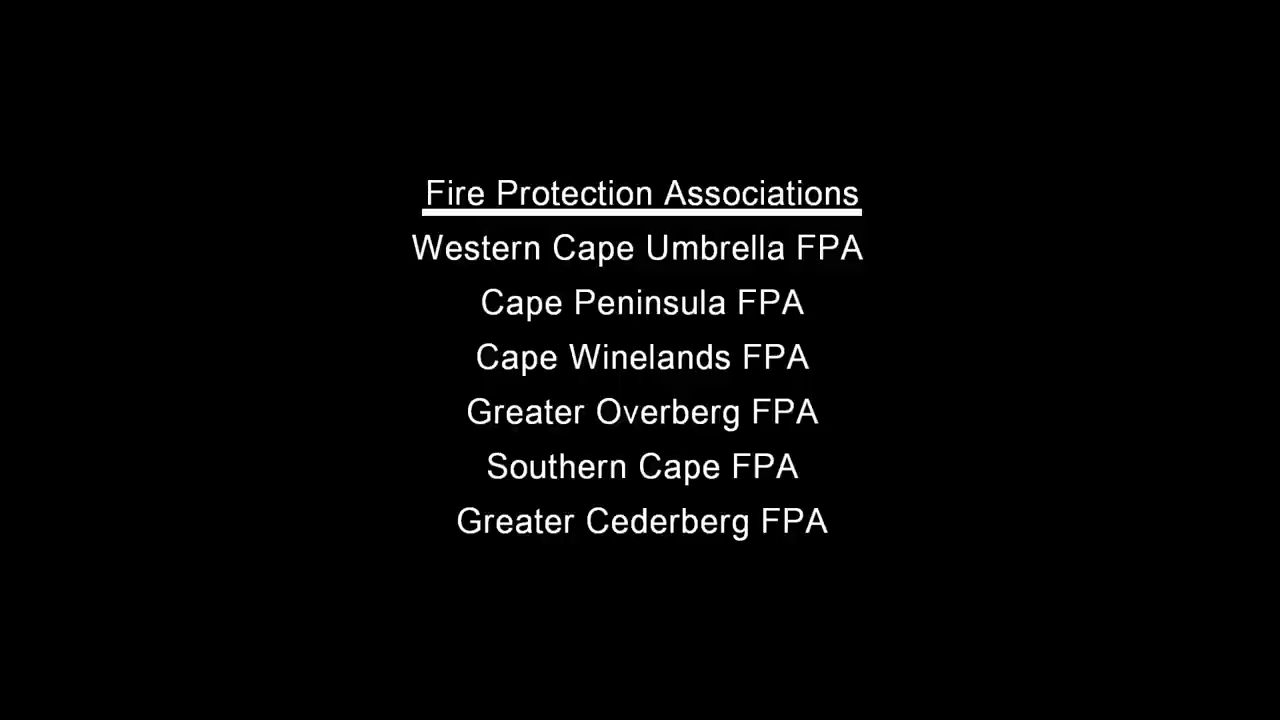 Fire Protection Associations
Western Cape Umbrella FPA
Cape Peninsula FPA
Cape Winelands FPA
Greater Overberg FPA
Southern Cape FPA
Greater Cederberg FPA